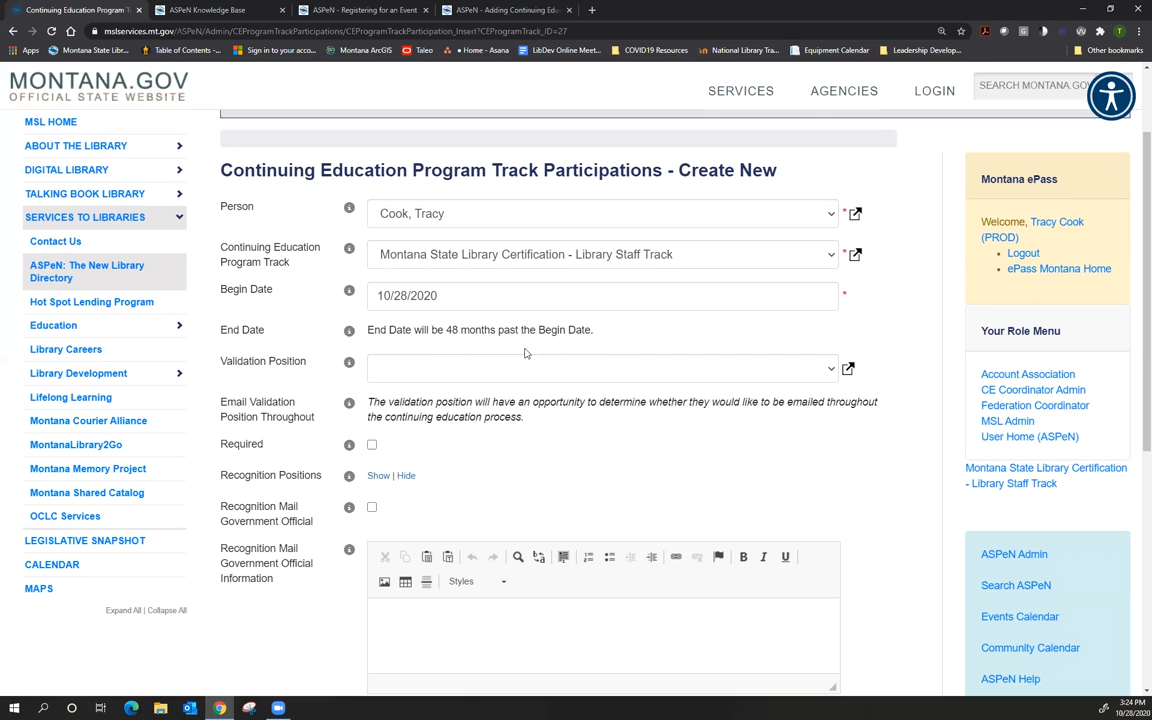 Continuing Education Program T
ASPeN Knowledge Base
ASPeN - Registering for an Event
ASPeN - Adding Continuing Edu
mslservices.mt.gov/ASPeN/Admin/CEProgramTrackParticipations/CEProgramTrackParticipation_Insert?CEProgramTrack_ID=27
Apps
Montana State Libr...
Table of Contents -...
Sign in to your acco...
Montana ArcGIS
Taleo
Home - Asana
LibDev Online Meet...
COVID19 Resources
National Library Tra...
Equipment Calendar
Leadership Develop...
Other bookmarks
MONTANA.GOV
OFFICIAL STATE WEBSITE
SERVICES
AGENCIES
LOGIN
SEARCH MONTANA.GO
MSL HOME
ABOUT THE LIBRARY
DIGITAL LIBRARY
TALKING BOOK LIBRARY
SERVICES TO LIBRARIES
Contact Us
ASPeN: The New Library
Directory
Hot Spot Lending Program
Education
Library Careers
Library Development
Lifelong Learning
Montana Courier Alliance
MontanaLibrary2Go
Montana Memory Project
Montana Shared Catalog
OCLC Services
LEGISLATIVE SNAPSHOT
CALENDAR
MAPS
Expand All | Collapse All
Continuing Education Program Track Participations - Create New
Person
Cook, Tracy
*
Continuing Education
Program Track
Montana State Library Certification - Library Staff Track
*
Begin Date
10/28/2020
*
End Date
End Date will be 48 months past the Begin Date.
Validation Position
Email Validation
Position Throughout
The validation position will have an opportunity to determine whether they would like to be emailed throughout
the continuing education process.
Required
Recognition Positions
Show | Hide
Recognition Mail
Government Official
Recognition Mail
Government Official
Information
B I U
Styles
Montana ePass
Welcome, Tracy Cook
(PROD)
Logout
ePass Montana Home
Your Role Menu
Account Association
CE Coordinator Admin
Federation Coordinator
MSL Admin
User Home (ASPeN)
Montana State Library Certification
- Library Staff Track
ASPeN Admin
Search ASPeN
Events Calendar
Community Calendar
ASPeN Help
3:24 PM
10/28/2020